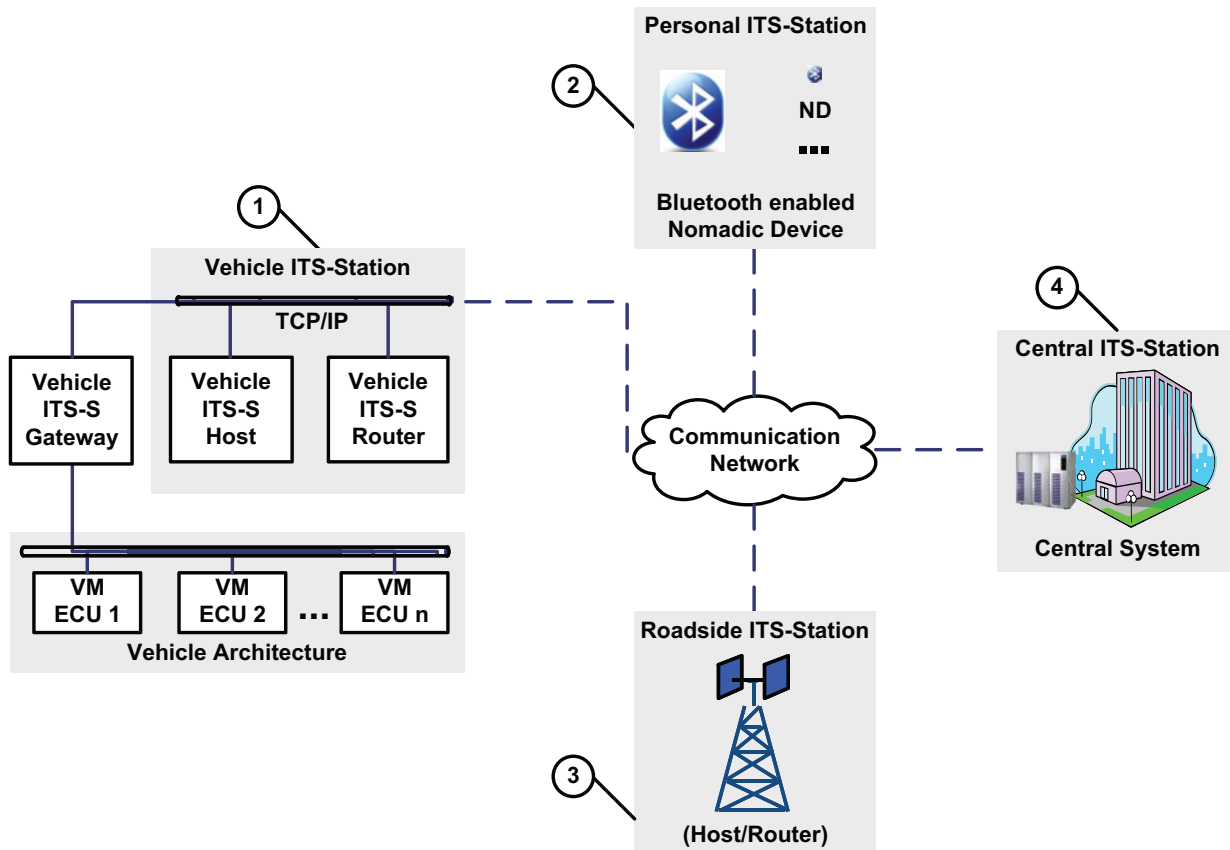 Personal ITS-Station
2
ND
...
Bluetooth enabled
Nomadic Device
1
Vehicle ITS-Station
TCP/IP
Vehicle
ITS-S
Gateway
Vehicle
ITS-S
Host
Vehicle
ITS-S
Router
VM
ECU 1
VM
ECU 2
...
VM
ECU n
Vehicle Architecture
Communication
Network
4
Central ITS-Station
Central System
Roadside ITS-Station
3
(Host/Router)